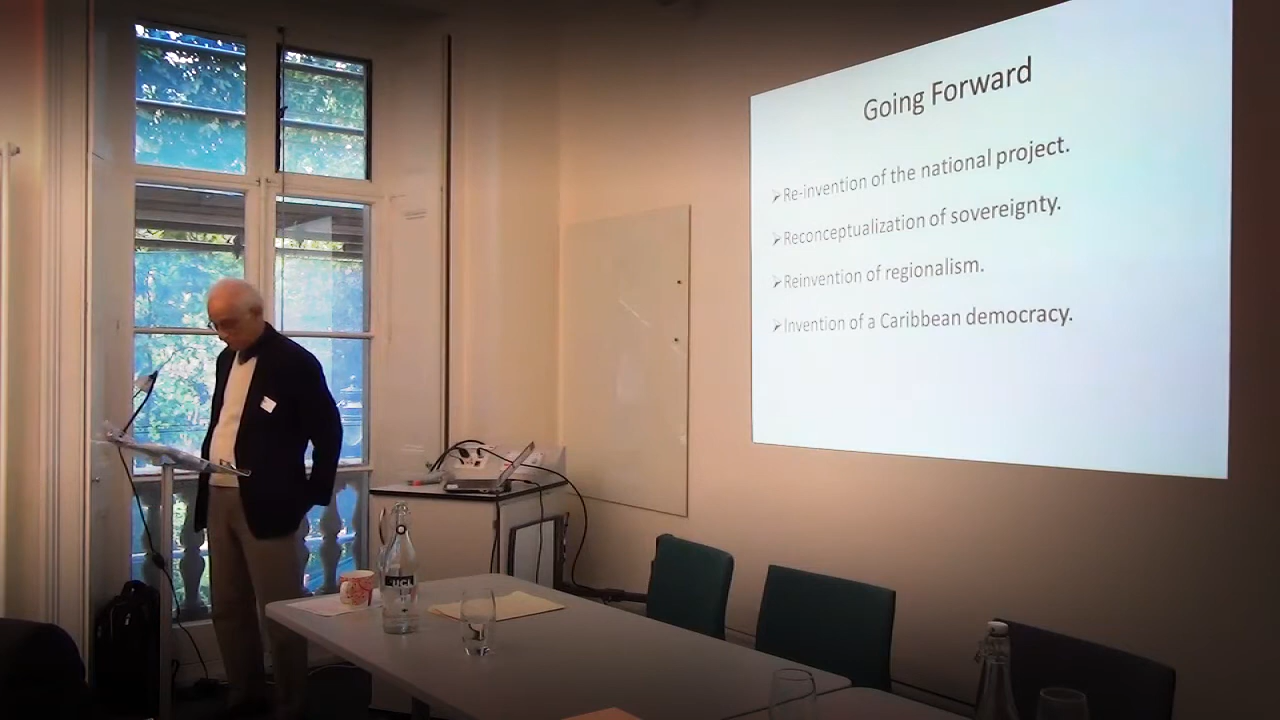 Going Forward
➢Re-invention of the national project.
➢Reconceptualization of sovereignty.
➢Reinvention of regionalism.
➢Invention of a Caribbean democracy.
UCL